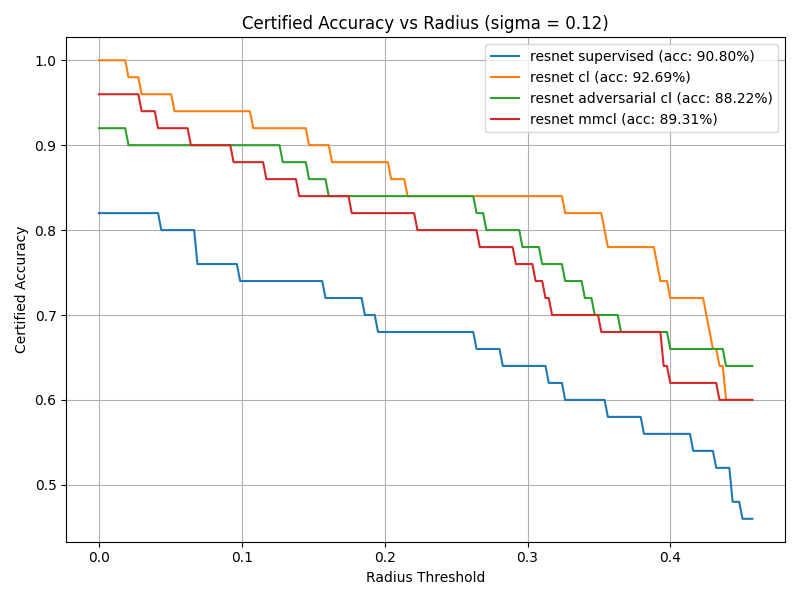 Certified Accuracy vs Radius (sigma = 0.12)
resnet supervised (acc: 90.80%)
resnet cl (acc: 92.69%)
resnet adversarial cl (acc: 88.22%)
resnet mmcl (acc: 89.31%)
Certified Accuracy
1.0
0.9
0.8
0.7
0.6
0.5
0.0 0.1 0.2 0.3 0.4
Radius Threshold